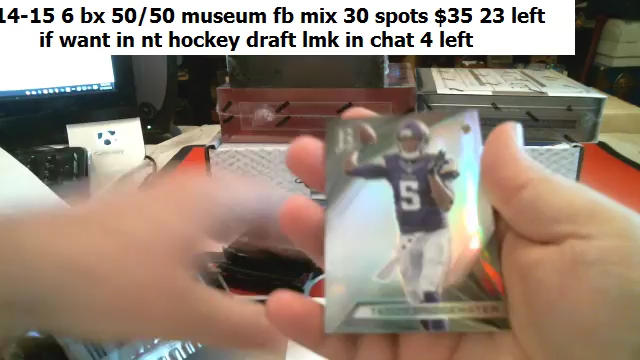 14-15 6 bx 50/50 museum fb mix 30 spots $35 23 left
if want in nt hockey draft lmk in chat 4 left
5